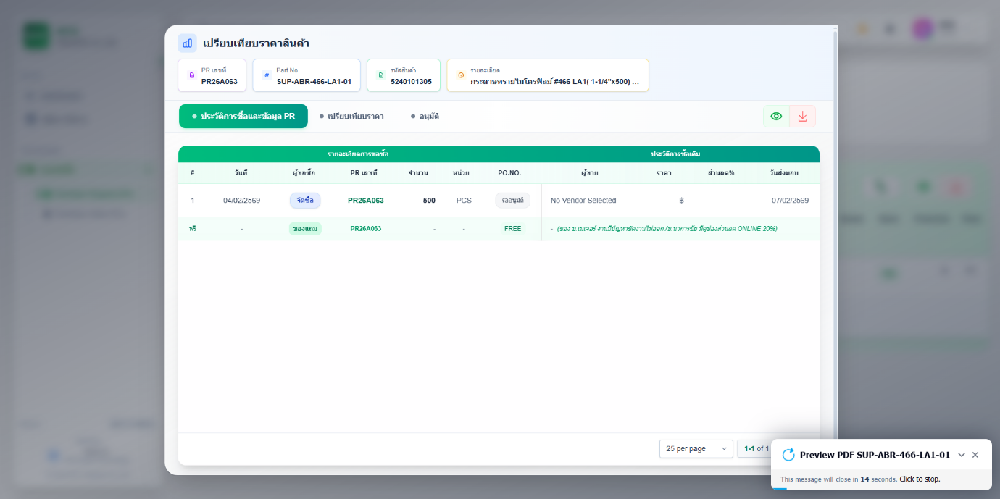 เปรียบเทียบราคาสินค้า
PR เลขที่
PR26A063
Part No
SUP-ABR-466-LA1-01
รหัสสินค้า
5240101305
รายละเอียด
กระดาษทรายไมโครฟิล์ม #466 LA1( 1-1/4"x500) ...
ประวัติการซื้อและข้อมูล PR
เปรียบเทียบราคา
อนุมัติ
รายละเอียดการขอซื้อ ประวัติการซื้อเดิม
# วันที่ ผู้ขอซื้อ PR เลขที่ จำนวน หน่วย PO.NO. ผู้ขาย ราคา ส่วนลด% วันส่งมอบ
1 04/02/2569 จัดซื้อ PR26A063 500 PCS รออนุมัติ No Vendor Selected - ฿ - 07/02/2569
ฟรี - ของแถม PR26A063 - - FREE - (ของ บ.เมเจอร์ งานมีปัญหาขัดงานไม่ออก /บ.นวการชัย มีคูปองส่วนลด ONLINE 20%)
25 per page 1-1 of 1
Preview PDF SUP-ABR-466-LA1-01
This message will close in 14 seconds. Click to stop.